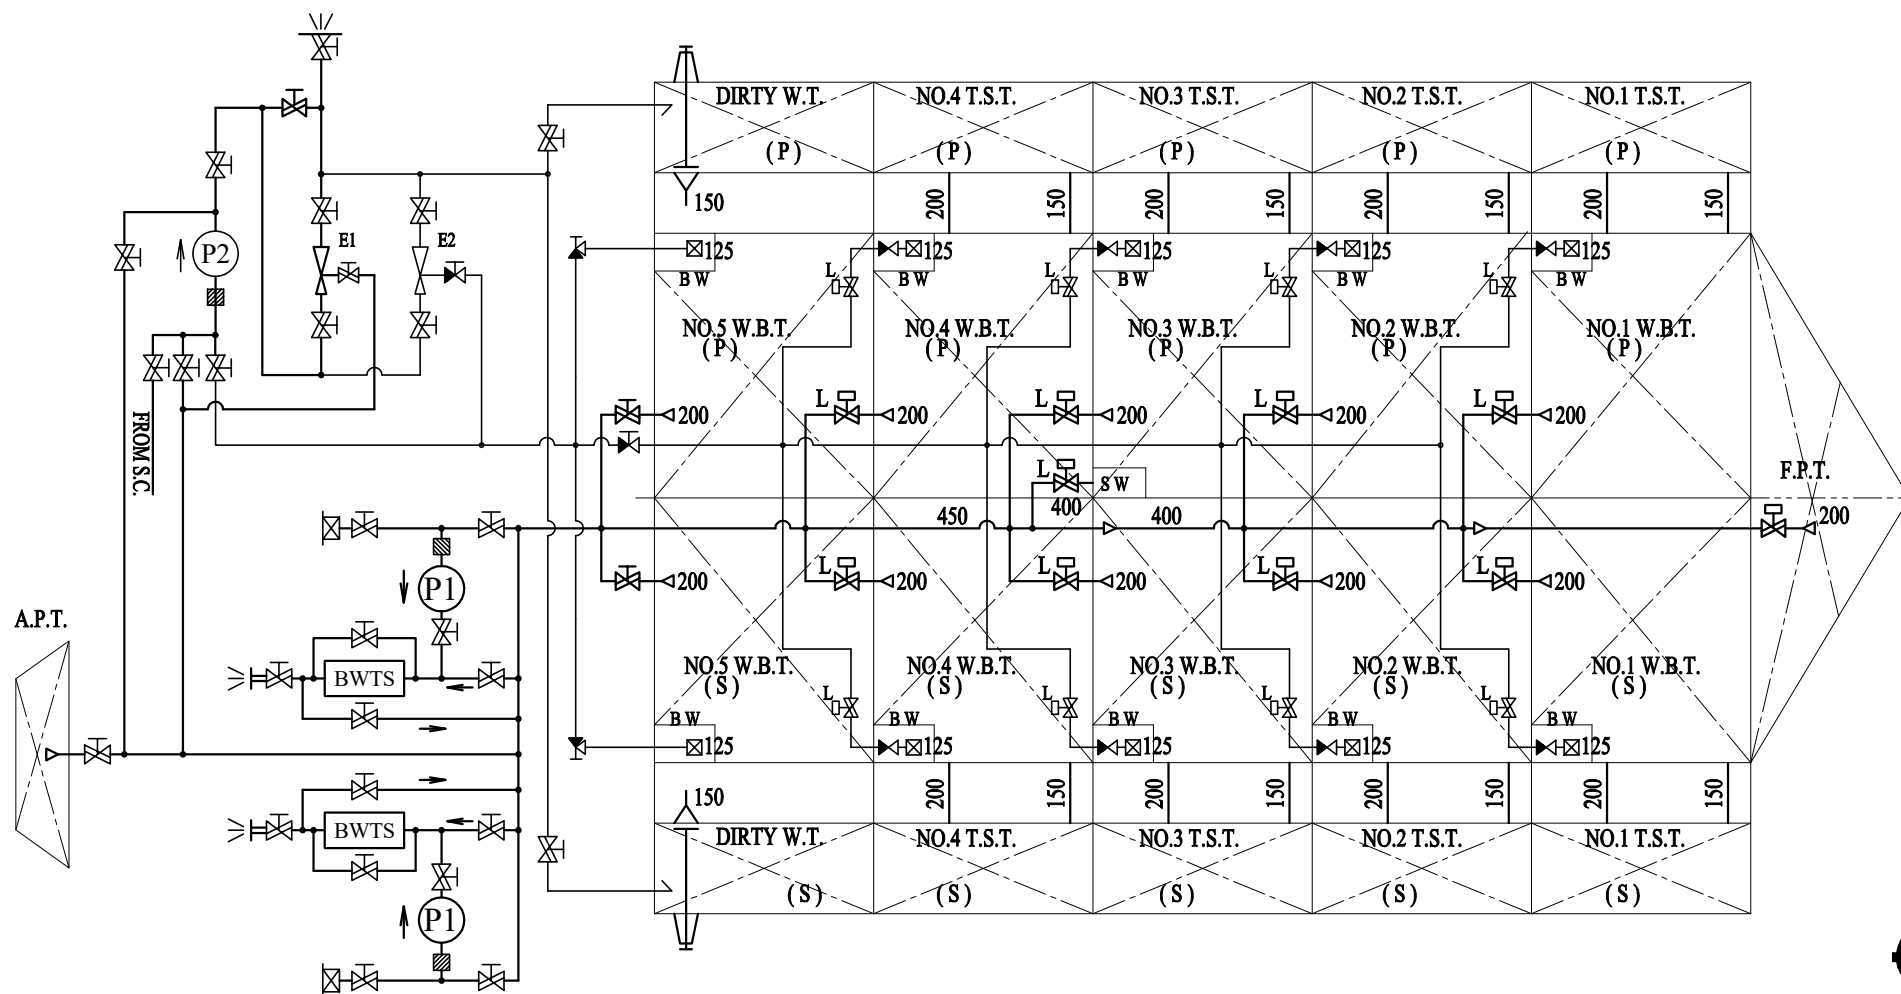 DIRTY W.T. NO.4 T.S.T. NO.3 T.S.T. NO.2 T.S.T. NO.1 T.S.T.
(P) (P) (P) (P) (P)
150 200 150 200 150 200 150 200 150
E1 E2
P2
125 125 125 125 125
BW BW BW BW BW
L L L L
NO.5 W.B.T. NO.4 W.B.T. NO.3 W.B.T. NO.2 W.B.T. NO.1 W.B.T.
(P) (P) (P) (P) (P)
FROM S.C.
200 L 200 L 200 L 200 L 200
L SW F.P.T.
400
450 400 200
200 L 200 L 200 L 200 L 200
P1
A.P.T.
BWTS
NO.5 W.B.T. NO.4 W.B.T. NO.3 W.B.T. NO.2 W.B.T. NO.1 W.B.T.
(S) (S) (S) (S) (S)
L L L L
BW BW BW BW BW
125 125 125 125 125
150 200 150 200 150 200 150 200 150
BWTS
DIRTY W.T. NO.4 T.S.T. NO.3 T.S.T. NO.2 T.S.T. NO.1 T.S.T.
(S) (S) (S) (S) (S)
P1